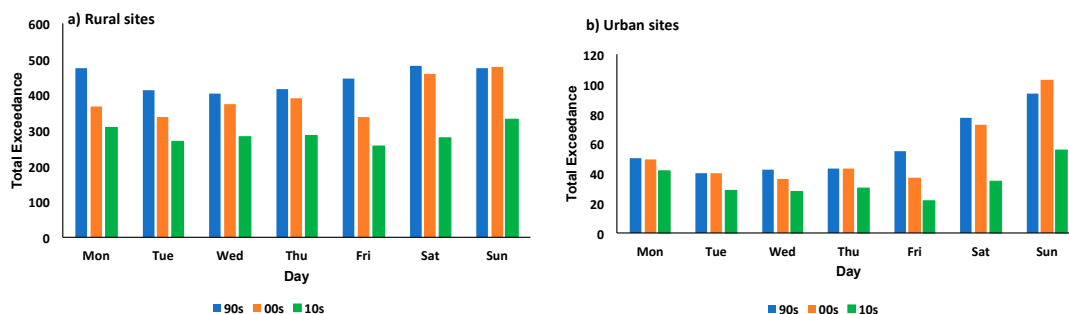 a) Rural sites
600
500
400
300
200
100
0
Total Exceedance
Mon Tue Wed Thu Fri Sat Sun
Day
90s 00s 10s
b) Urban sites
120
100
80
60
40
20
0
Total Exceedance
Mon Tue Wed Thu Fri Sat Sun
Day
90s 00s 10s